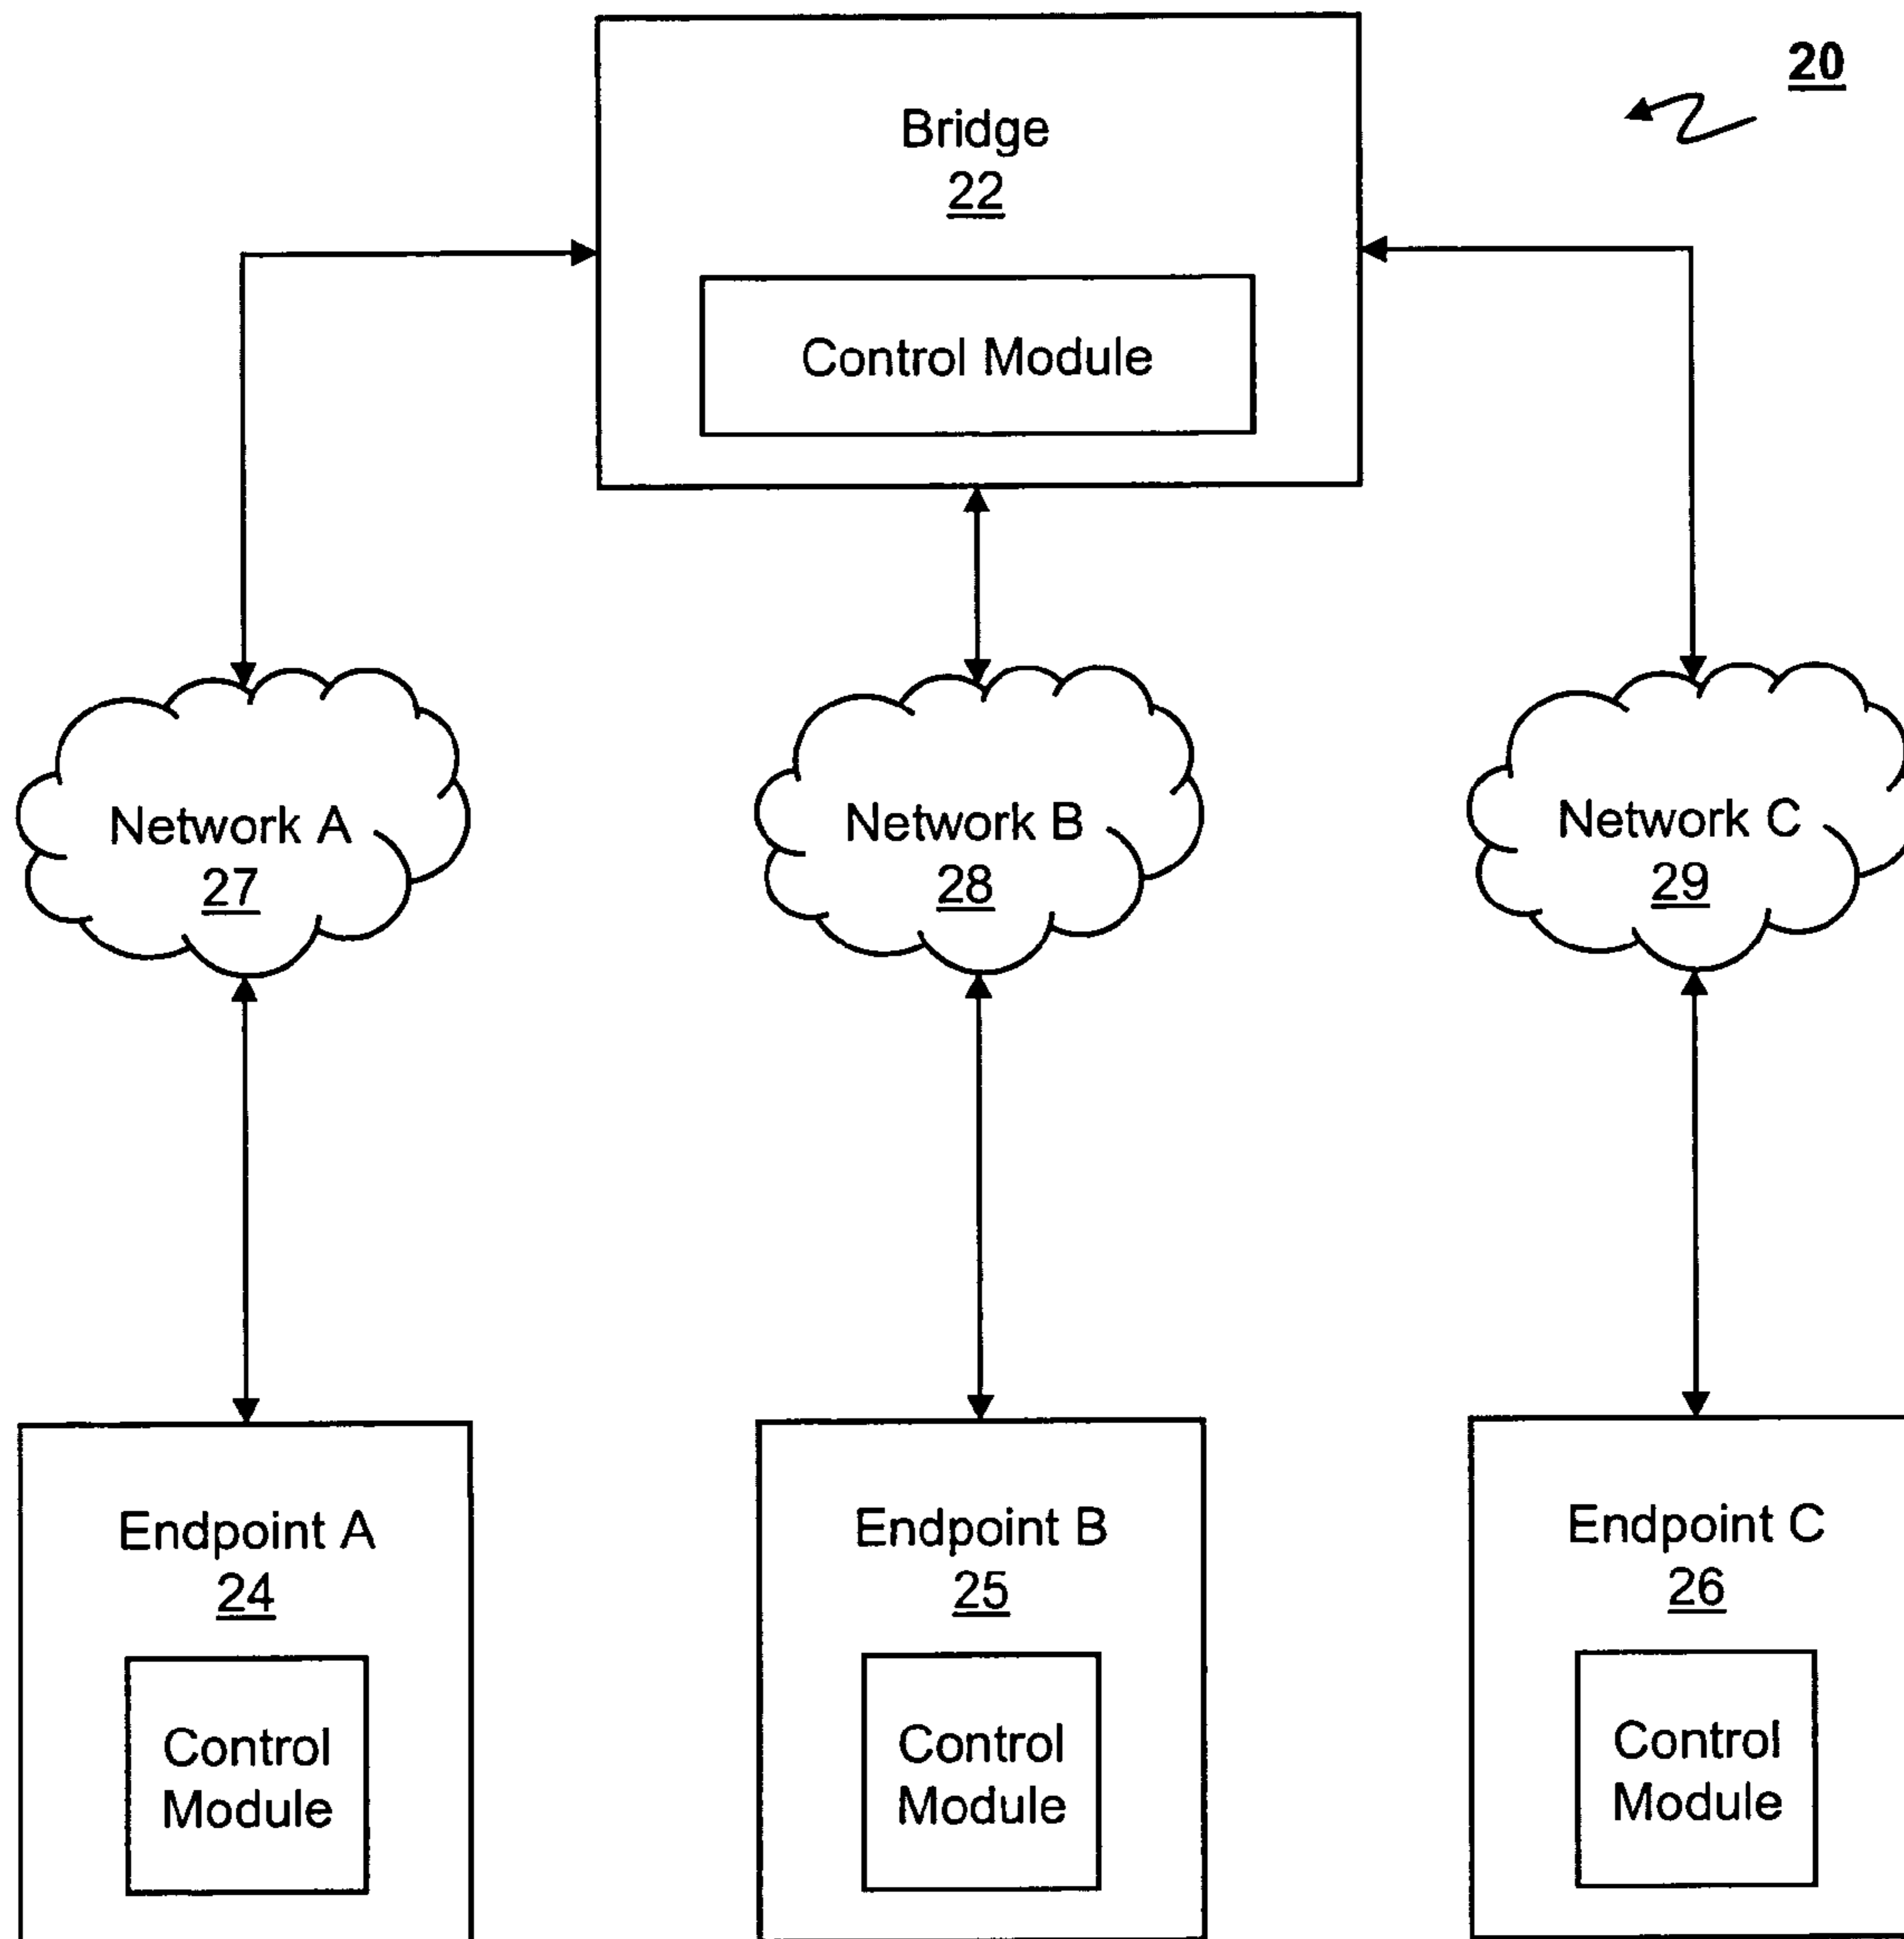 20
Bridge
22
Control Module
Network A
27
Network B
28
Network C
29
Endpoint A
24
Control
Module
Endpoint B
25
Control
Module
Endpoint C
26
Control
Module